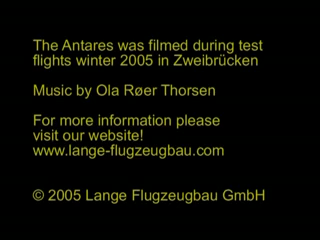 The Antares was filmed during test
flights winter 2005 in Zweibrücken
Music by Ola Røer Thorsen
For more information please
visit our website!
www.lange-flugzeugbau.com
© 2005 Lange Flugzeugbau GmbH